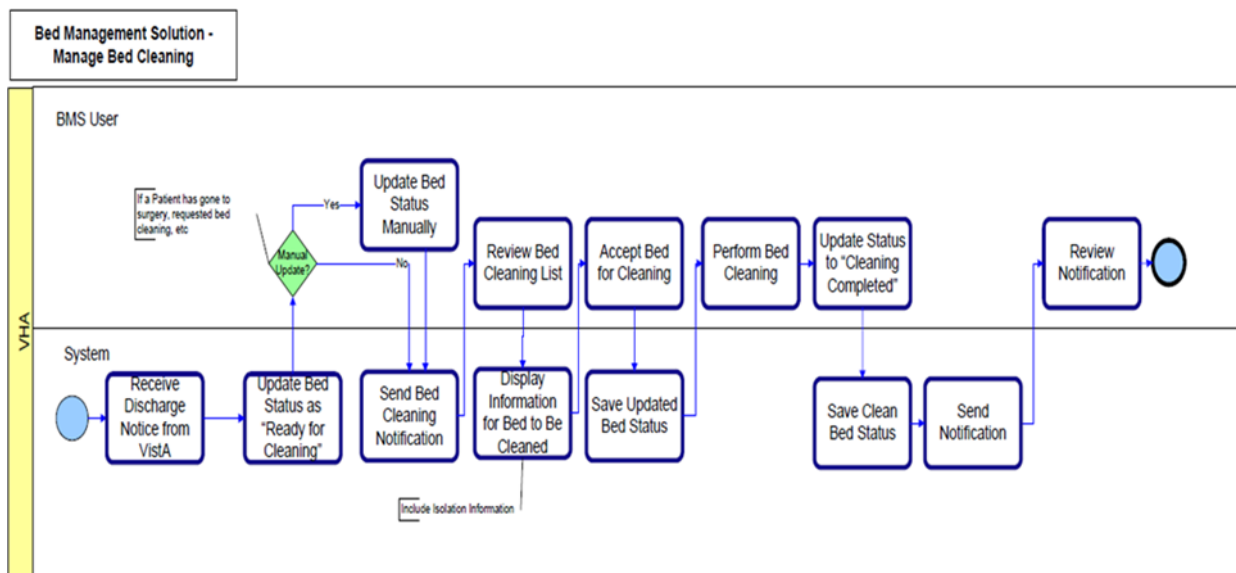 Bed Management Solution -
Manage Bed Cleaning
VHA
BMS User
If a Patient has gone to
surgery, requested bed
cleaning, etc
Manual
Update?
Yes
No
Update Bed
Status
Manually
Review Bed
Cleaning List
Accept Bed
for Cleaning
Perform Bed
Cleaning
Update Status
to “Cleaning
Completed”
Review
Notification
System
Receive
Discharge
Notice from
VistA
Update Bed
Status as
“Ready for
Cleaning”
Send Bed
Cleaning
Notification
Display
Information
for Bed to Be
Cleaned
Save Updated
Bed Status
Save Clean
Bed Status
Send
Notification
Include Isolation Information